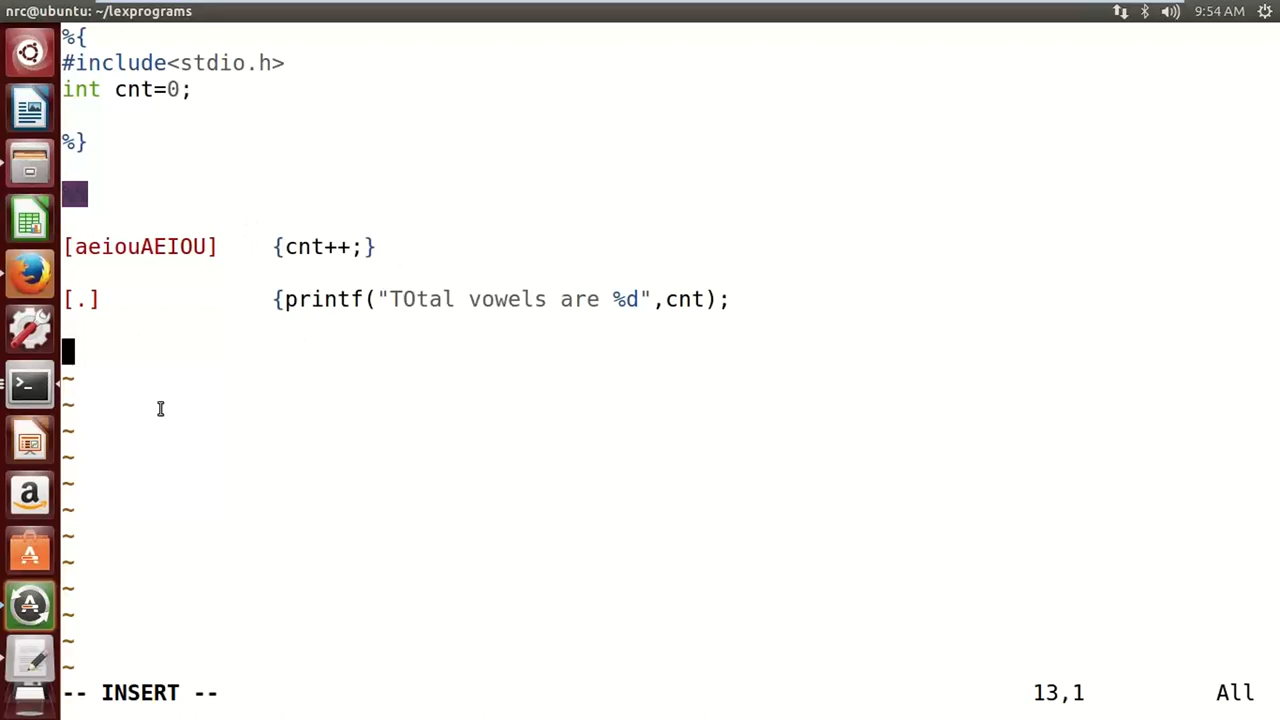 nrc@ubuntu: ~/lexprograms
9:54 AM
%{
#include<stdio.h>
int cnt=0;
%}
%%
[aeiouAEIOU] {cnt++;}
[.] {printf("TOtal vowels are %d",cnt);
~
~
~
~
~
~
~
~
~
~
~
~
-- INSERT -- 13,1 All